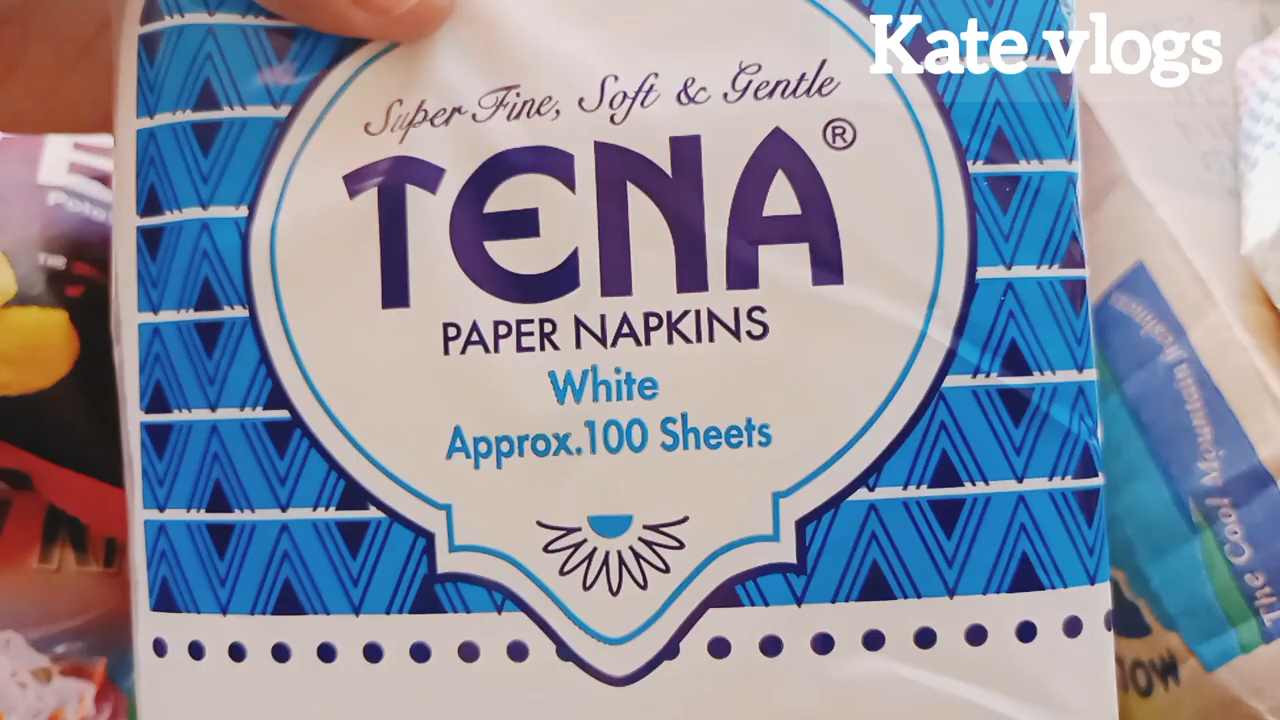 Kate vlogs
Super Fine, Soft & Gentle
TENA®
PAPER NAPKINS
White
Approx.100 Sheets
The Cool Mountain